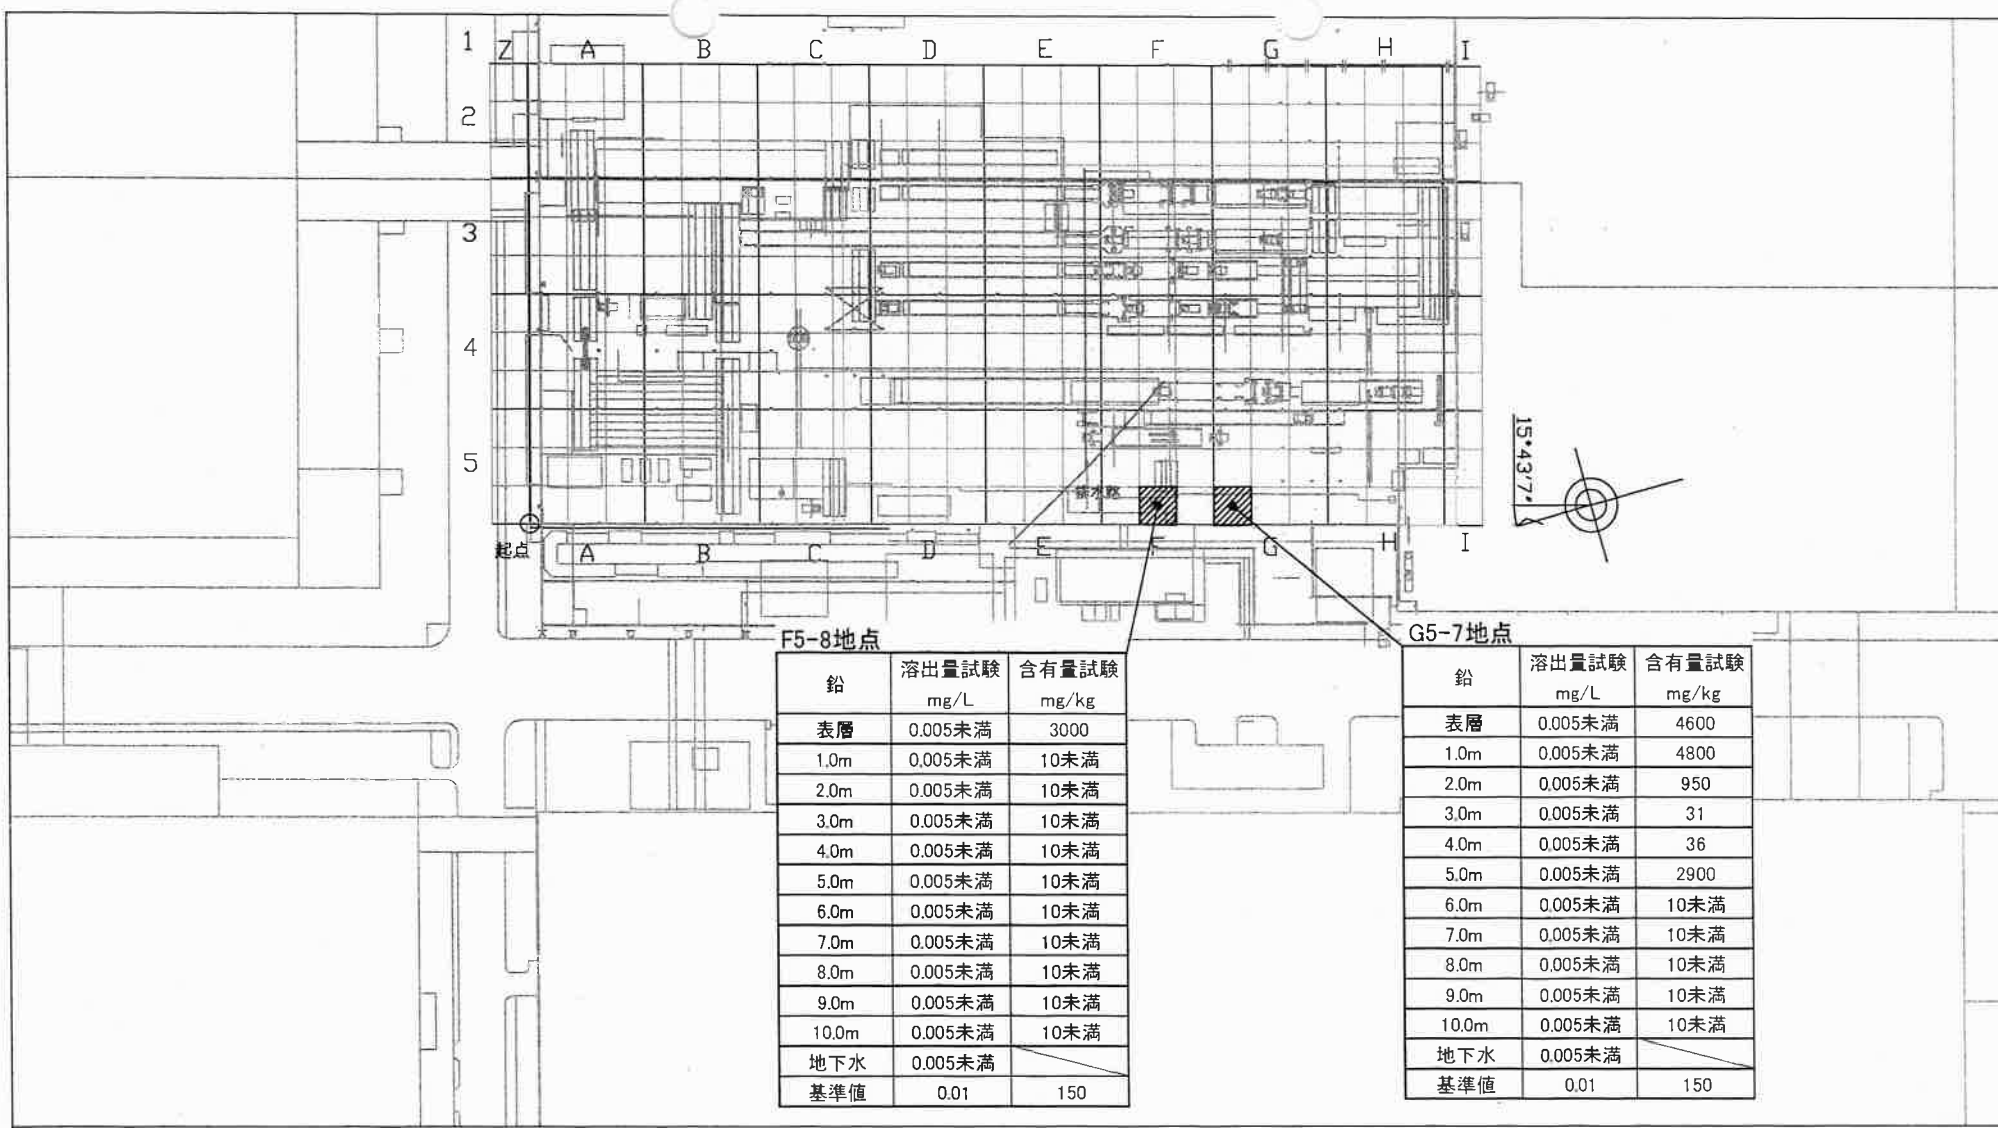 1
Z A B C D E F G H I
2
3
4
5
排水路
起点
A B C D E F G H I
15°43'7"
F5-8地点
鉛 溶出量試験 mg/L 含有量試験 mg/kg
表層 0.005未満 3000
1.0m 0.005未満 10未満
2.0m 0.005未満 10未満
3.0m 0.005未満 10未満
4.0m 0.005未満 10未満
5.0m 0.005未満 10未満
6.0m 0.005未満 10未満
7.0m 0.005未満 10未満
8.0m 0.005未満 10未満
9.0m 0.005未満 10未満
10.0m 0.005未満 10未満
地下水 0.005未満
基準値 0.01 150
G5-7地点
鉛 溶出量試験 mg/L 含有量試験 mg/kg
表層 0.005未満 4600
1.0m 0.005未満 4800
2.0m 0.005未満 950
3.0m 0.005未満 31
4.0m 0.005未満 36
5.0m 0.005未満 2900
6.0m 0.005未満 10未満
7.0m 0.005未満 10未満
8.0m 0.005未満 10未満
9.0m 0.005未満 10未満
10.0m 0.005未満 10未満
地下水 0.005未満
基準値 0.01 150